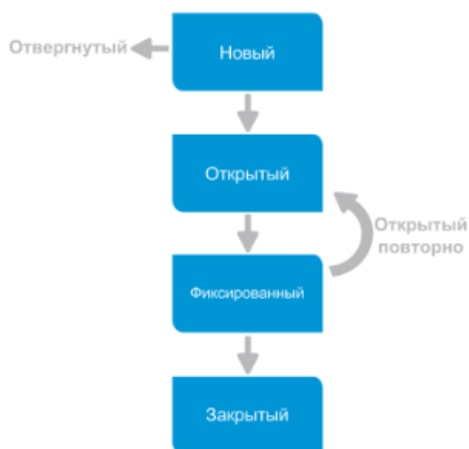 Отвергнутый
Новый
Открытый
Открытый
повторно
Фиксированный
Закрытый